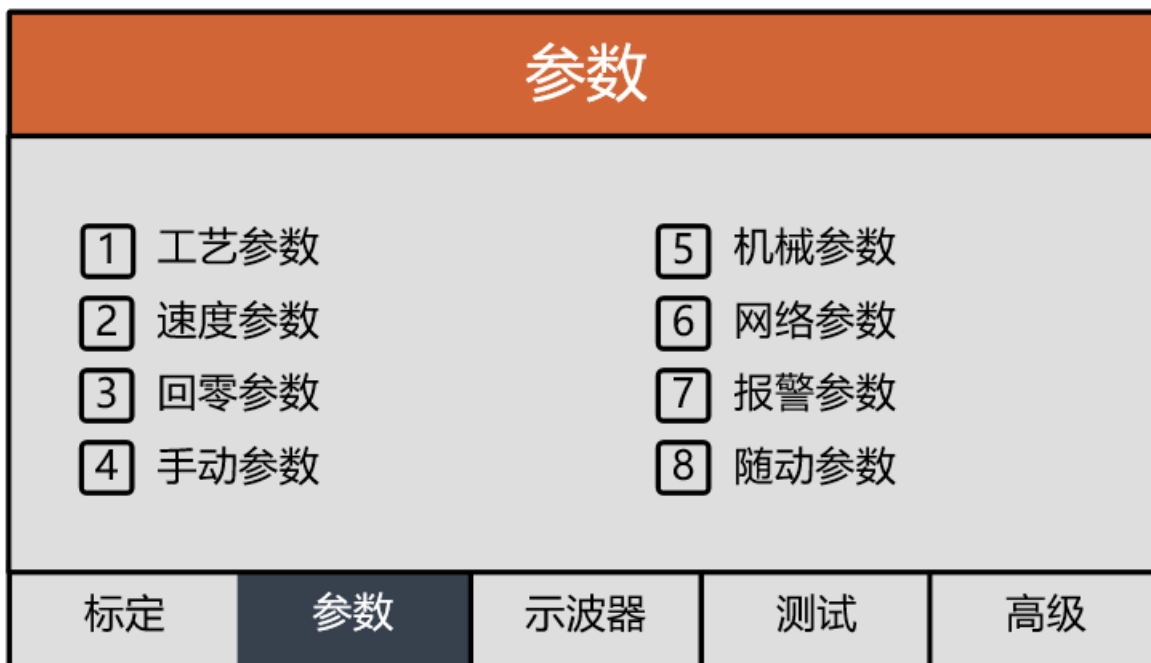 参数
1 工艺参数
2 速度参数
3 回零参数
4 手动参数
5 机械参数
6 网络参数
7 报警参数
8 随动参数
标定 参数 示波器 测试 高级